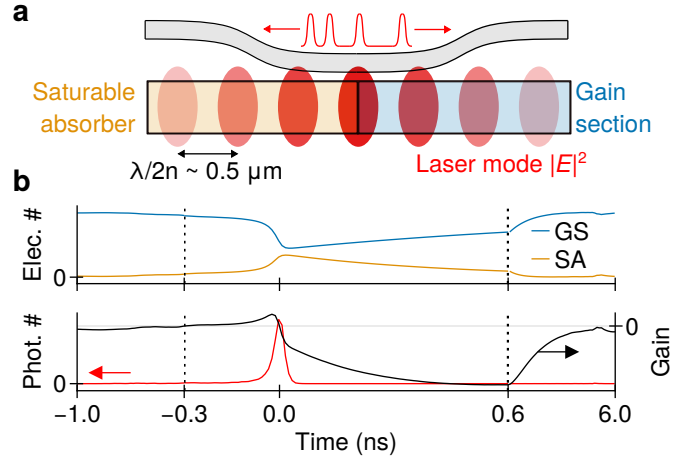 a
Saturable
absorber
Gain
section
λ/2n ~ 0.5 μm
Laser mode |E|²
b
Elec. #
0
GS
SA
Phot. #
0
0
Gain
−1.0
−0.3
0.0
0.6
6.0
Time (ns)